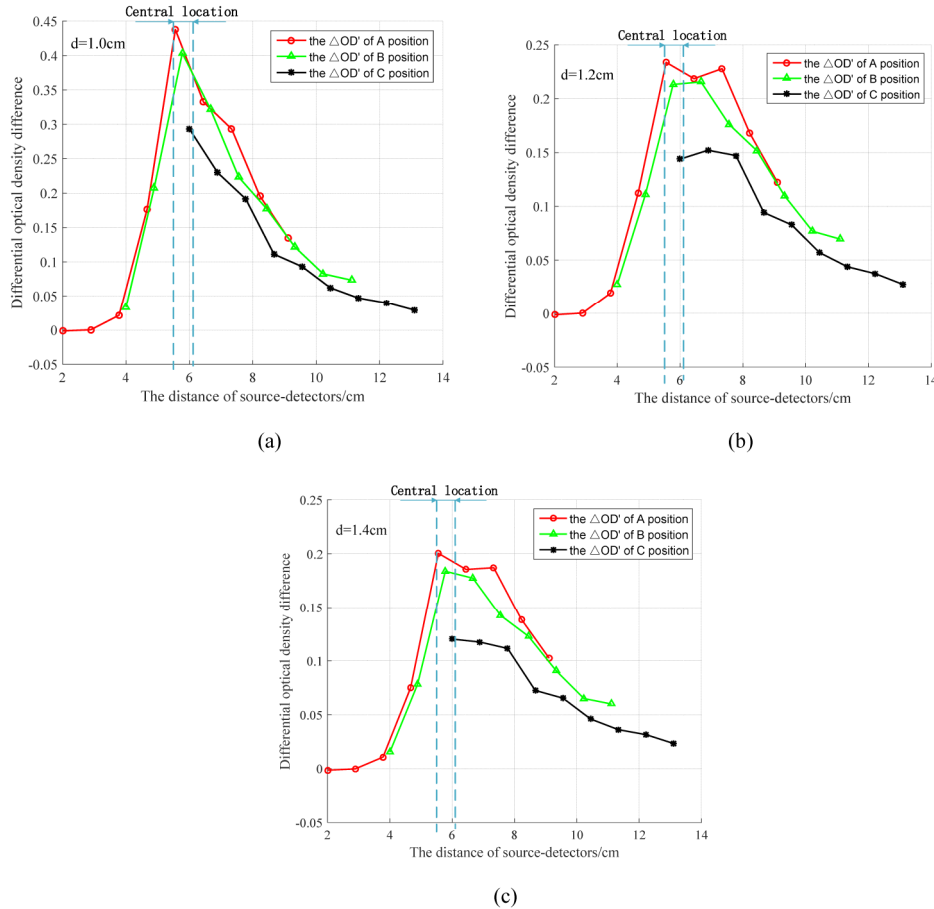 Central location
d=1.0cm
the △OD' of A position
the △OD' of B position
the △OD' of C position
0.45
0.4
0.35
0.3
0.25
0.2
0.15
0.1
0.05
0
-0.05
Differential optical density difference
2 4 6 8 10 12 14
The distance of source-detectors/cm
(a)
Central location
d=1.2cm
the △OD' of A position
the △OD' of B position
the △OD' of C position
0.25
0.2
0.15
0.1
0.05
0
-0.05
Differential optical density difference
2 4 6 8 10 12 14
The distance of source-detectors/cm
(b)
Central location
d=1.4cm
the △OD' of A position
the △OD' of B position
the △OD' of C position
0.25
0.2
0.15
0.1
0.05
0
-0.05
Differential optical density difference
2 4 6 8 10 12 14
The distance of source-detectors/cm
(c)